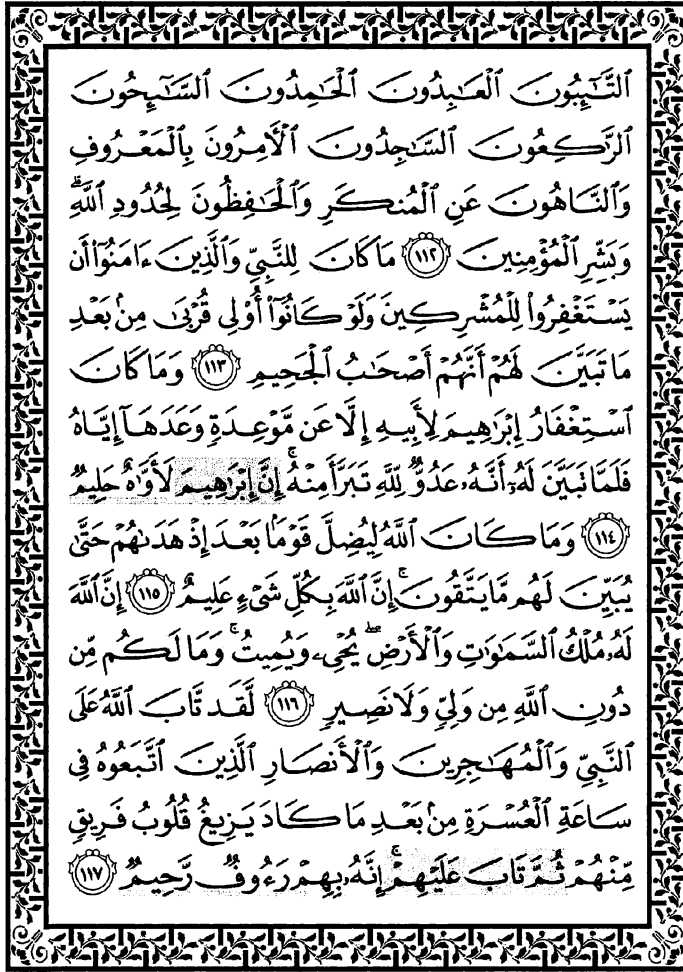 ٱلتَّـٰٓئِبُونَ ٱلْعَـٰبِدُونَ ٱلْحَـٰمِدُونَ ٱلسَّـٰٓئِحُونَ
ٱلرَّٰكِعُونَ ٱلسَّـٰجِدُونَ ٱلْـَٔامِرُونَ بِٱلْمَعْرُوفِ
وَٱلنَّاهُونَ عَنِ ٱلْمُنكَرِ وَٱلْحَـٰفِظُونَ لِحُدُودِ ٱللَّهِ ۗ
وَبَشِّرِ ٱلْمُؤْمِنِينَ ﴿١١٢﴾ مَا كَانَ لِلنَّبِىِّ وَٱلَّذِينَ ءَامَنُوٓا۟ أَن
يَسْتَغْفِرُوا۟ لِلْمُشْرِكِينَ وَلَوْ كَانُوٓا۟ أُو۟لِى قُرْبَىٰ مِنۢ بَعْدِ
مَا تَبَيَّنَ لَهُمْ أَنَّهُمْ أَصْحَـٰبُ ٱلْجَحِيمِ ﴿١١٣﴾ وَمَا كَانَ
ٱسْتِغْفَارُ إِبْرَٰهِيمَ لِأَبِيهِ إِلَّا عَن مَّوْعِدَةٍ وَعَدَهَآ إِيَّاهُ
فَلَمَّا تَبَيَّنَ لَهُۥٓ أَنَّهُۥ عَدُوٌّ لِّلَّهِ تَبَرَّأَ مِنْهُ ۚ إِنَّ إِبْرَٰهِيمَ لَأَوَّٰهٌ حَلِيمٌ
﴿١١٤﴾ وَمَا كَانَ ٱللَّهُ لِيُضِلَّ قَوْمًۢا بَعْدَ إِذْ هَدَىٰهُمْ حَتَّىٰ
يُبَيِّنَ لَهُم مَّا يَتَّقُونَ ۚ إِنَّ ٱللَّهَ بِكُلِّ شَىْءٍ عَلِيمٌ ﴿١١٥﴾ إِنَّ ٱللَّهَ
لَهُۥ مُلْكُ ٱلسَّمَـٰوَٰتِ وَٱلْأَرْضِ ۖ يُحْىِۦ وَيُمِيتُ ۚ وَمَا لَكُم مِّن
دُونِ ٱللَّهِ مِن وَلِىٍّ وَلَا نَصِيرٍ ﴿١١٦﴾ لَّقَد تَّابَ ٱللَّهُ عَلَى
ٱلنَّبِىِّ وَٱلْمُهَـٰجِرِينَ وَٱلْأَنصَارِ ٱلَّذِينَ ٱتَّبَعُوهُ فِى
سَاعَةِ ٱلْعُسْرَةِ مِنۢ بَعْدِ مَا كَادَ يَزِيغُ قُلُوبُ فَرِيقٍ
مِّنْهُمْ ثُمَّ تَابَ عَلَيْهِمْ ۚ إِنَّهُۥ بِهِمْ رَءُوفٌ رَّحِيمٌ ﴿١١٧﴾